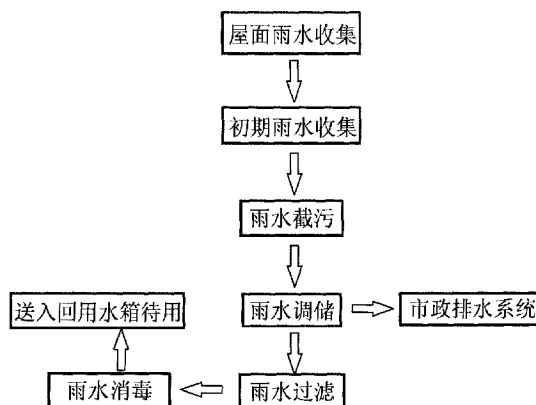 屋面雨水收集
初期雨水收集
雨水截污
送入回用水箱待用
雨水调储
市政排水系统
雨水消毒
雨水过滤